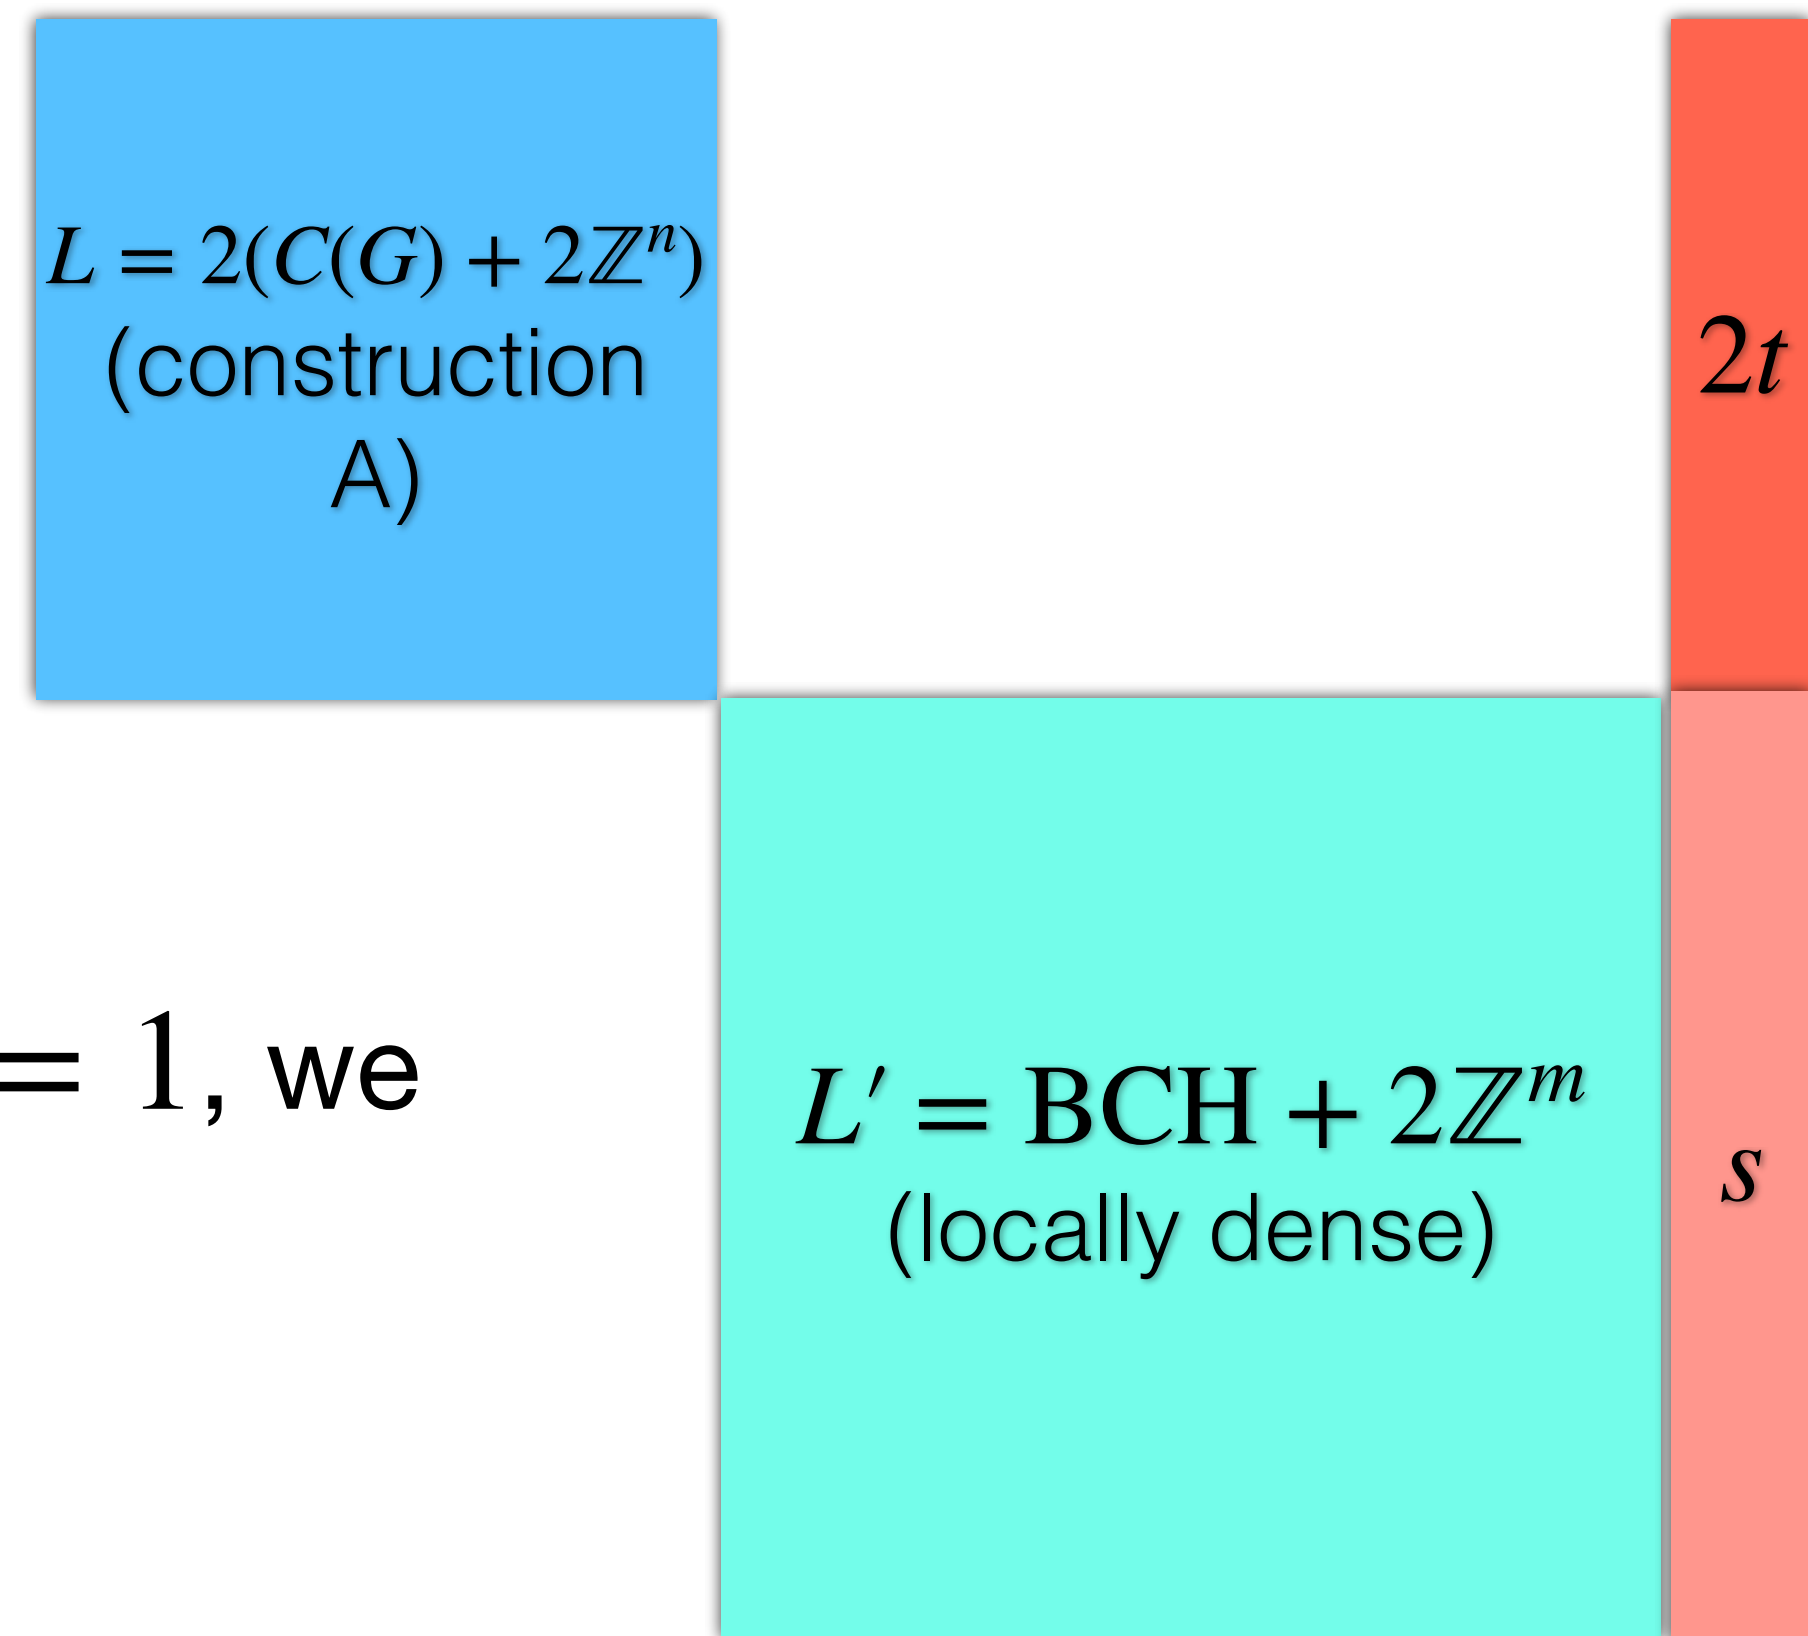 L = 2(C(G) + 2ℤⁿ)
(construction
A)
2t
= 1, we
L′ = BCH + 2ℤᵐ
(locally dense)
s